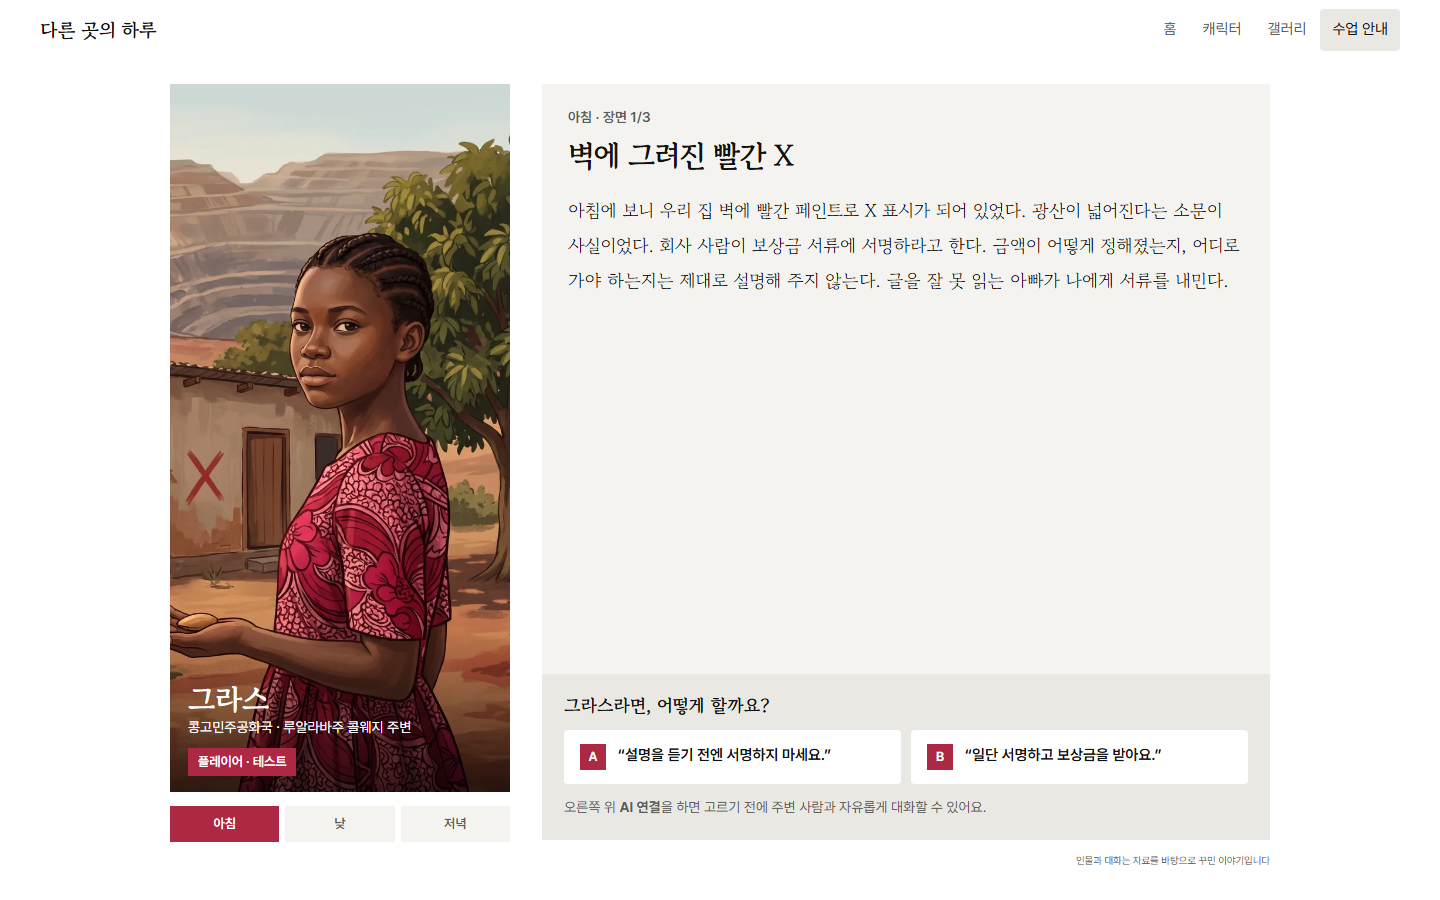 다른 곳의 하루
홈
캐릭터
갤러리
수업 안내
그라스
콩고민주공화국 · 루알라바주 콜웨지 주변
플레이어 · 테스트
아침
낮
저녁
아침 · 장면 1/3
벽에 그려진 빨간 X
아침에 보니 우리 집 벽에 빨간 페인트로 X 표시가 되어 있었다. 광산이 넓어진다는 소문이
사실이었다. 회사 사람이 보상금 서류에 서명하라고 한다. 금액이 어떻게 정해졌는지, 어디로
가야 하는지는 제대로 설명해 주지 않는다. 글을 잘 못 읽는 아빠가 나에게 서류를 내민다.
그라스라면, 어떻게 할까요?
A “설명을 듣기 전엔 서명하지 마세요.”
B “일단 서명하고 보상금을 받아요.”
오른쪽 위 AI 연결을 하면 고르기 전에 주변 사람과 자유롭게 대화할 수 있어요.
인물과 대화는 자료를 바탕으로 꾸민 이야기입니다